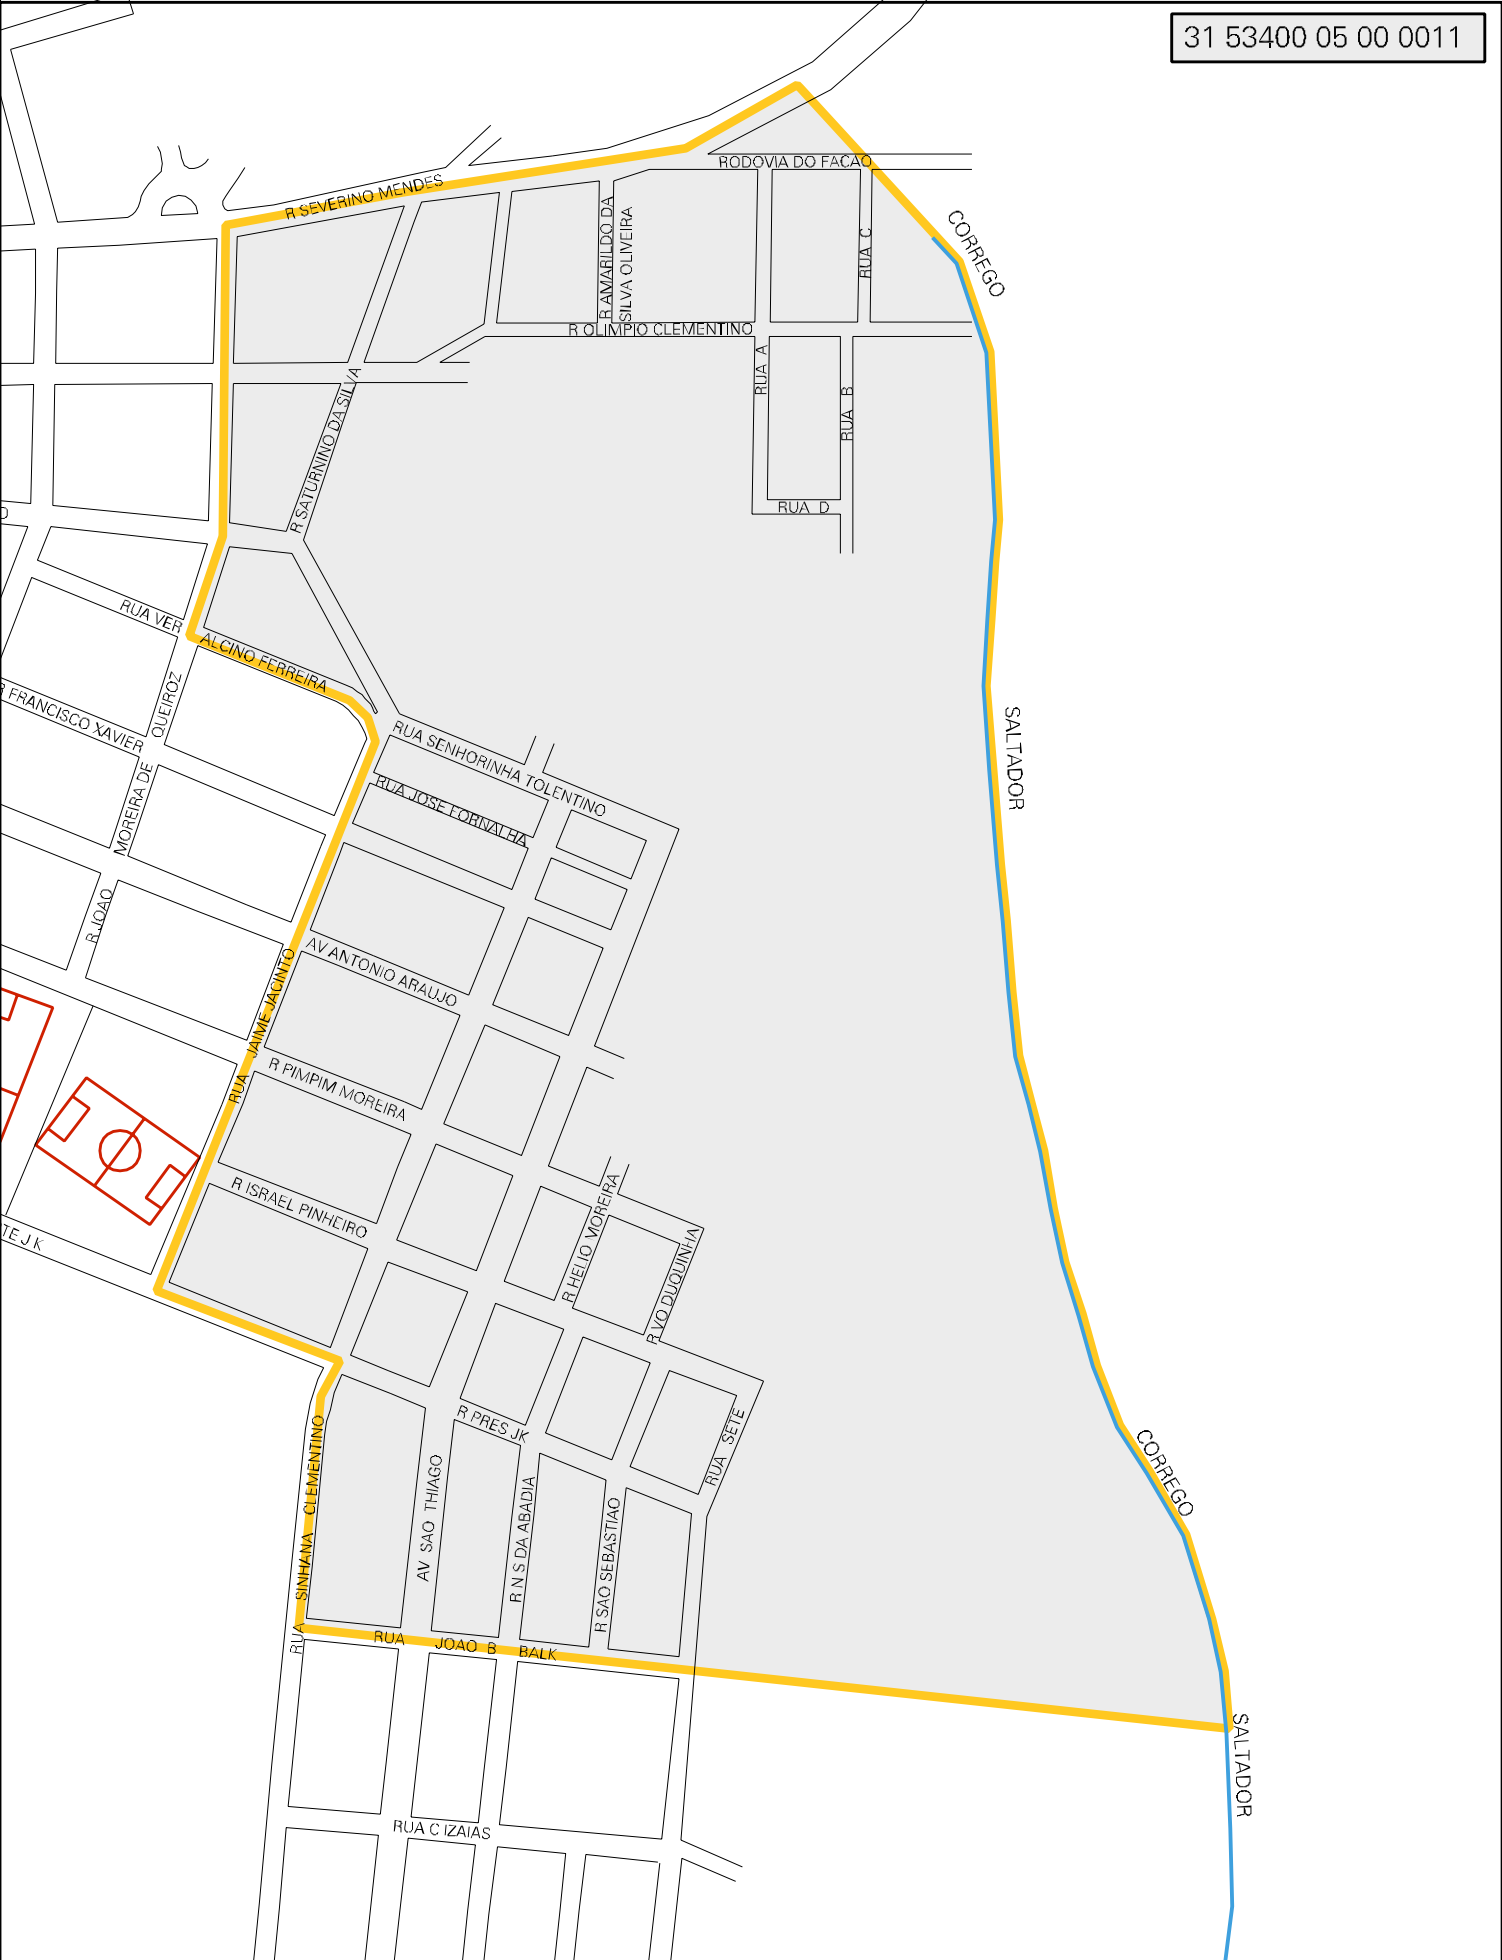 31 53400 05 00 0011
RODOVIA DO FACAO
R SEVERINO MENDES
R AMARILDO DA
SILVA OLIVEIRA
RUA C
CORREGO
R OLIMPIO CLEMENTINO
RUA A
RUA B
R SATURNINO DA SILVA
RUA D
RUA VER
ALCINO FERREIRA
QUEIROZ
R FRANCISCO XAVIER
SALTADOR
RUA SENHORINHA TOLENTINO
RUA JOSE FORNALHA
MOREIRA DE
R JOAO
AV ANTONIO ARAUJO
JAIME JACINTO
RUA
R PIMPIM MOREIRA
R ISRAEL PINHEIRO
TE J K
R HELIO MOREIRA
R VO DUQUINHA
R PRES JK
RUA SETE
CORREGO
SINHANA CLEMENTINO
RUA
AV SAO THIAGO
R N S DA ABADIA
R SAO SEBASTIAO
RUA JOAO B BALK
SALTADOR
RUA C IZAIAS